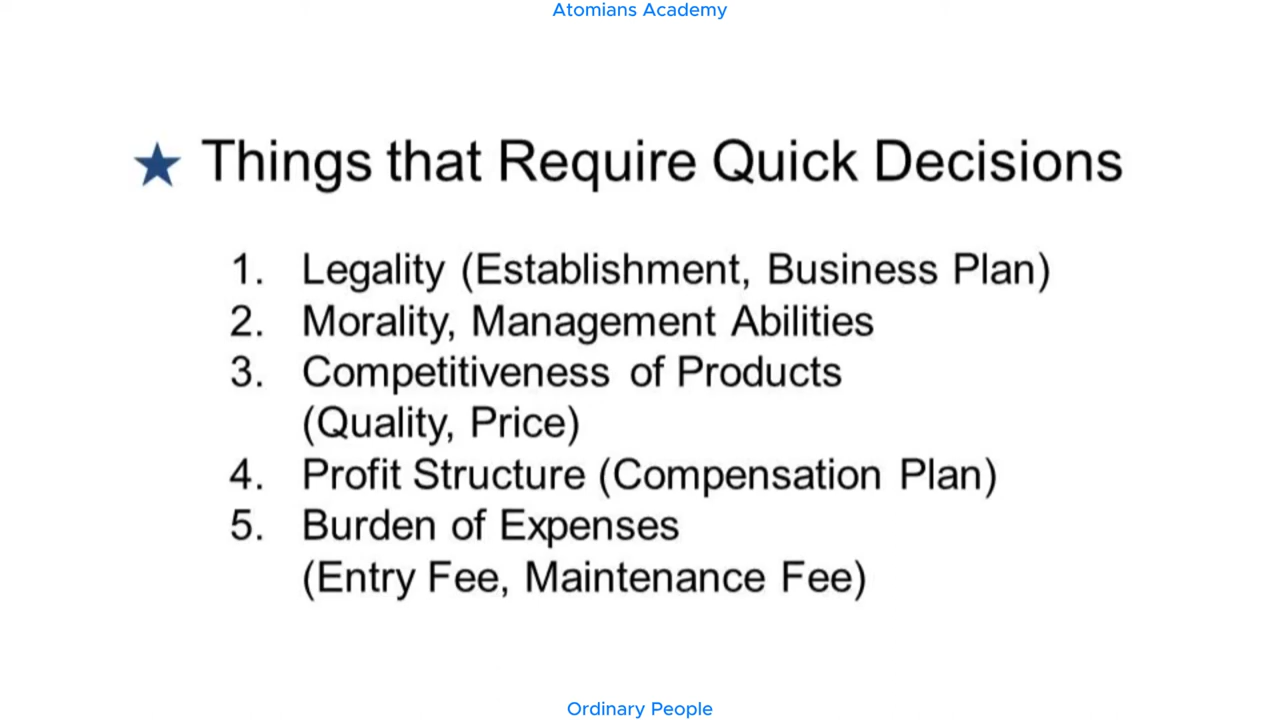 Atomians Academy
★ Things that Require Quick Decisions
1. Legality (Establishment, Business Plan)
2. Morality, Management Abilities
3. Competitiveness of Products
(Quality, Price)
4. Profit Structure (Compensation Plan)
5. Burden of Expenses
(Entry Fee, Maintenance Fee)
Ordinary People